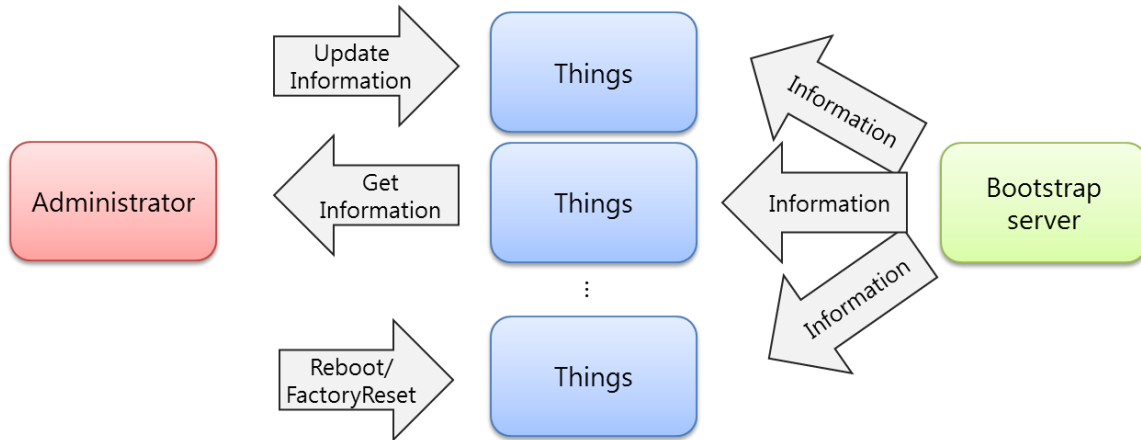 Update
Information
Things
Information
Administrator
Get
Information
Things
Information
Bootstrap
server
...
Information
Reboot/
FactoryReset
Things